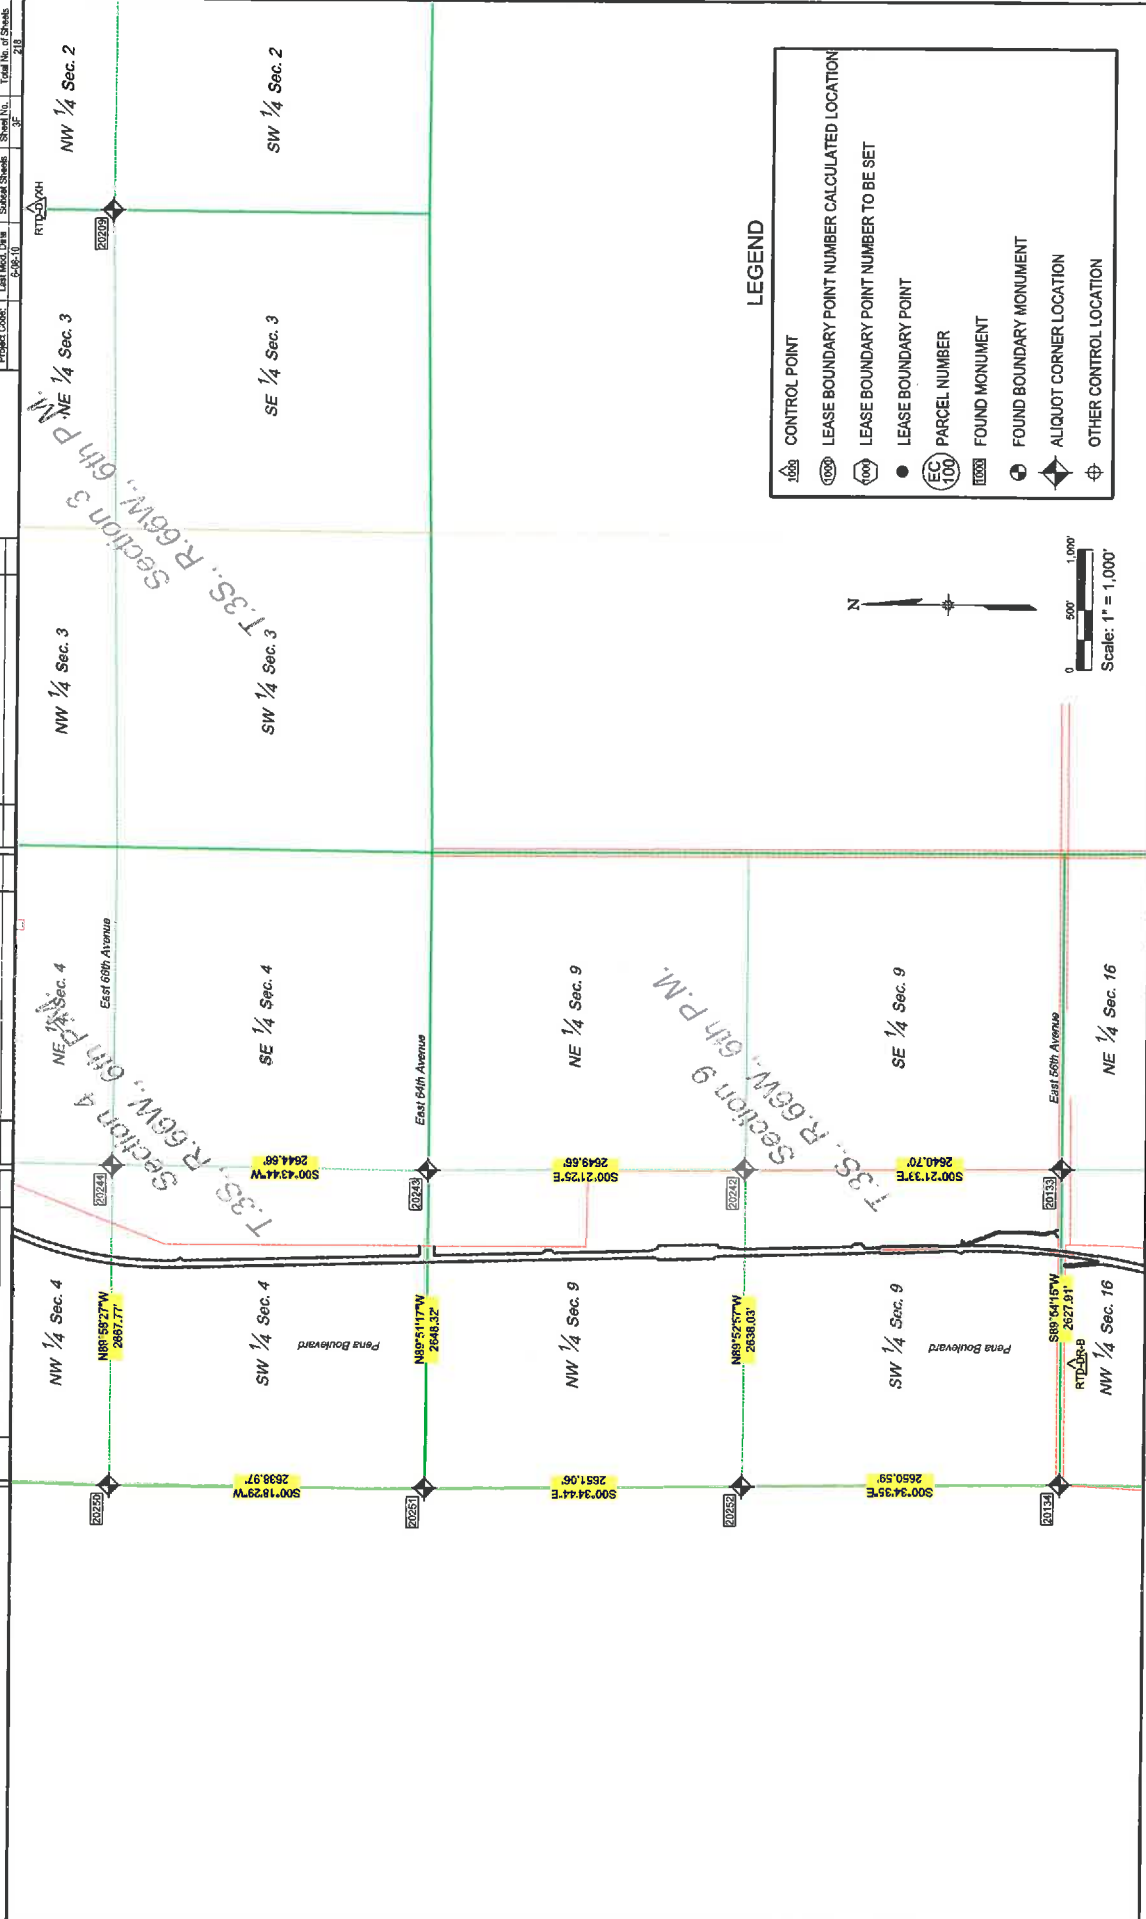 Project Code:
Last Mod. Date
6-08-10
Subset Sheets
Sheet No.
3F
Total No. of Sheets
218
NW 1/4 Sec. 4
NE 1/4 Sec. 4
Section 4
T.3S., R.66W., 6th P.M.
East 68th Avenue
NW 1/4 Sec. 3
Section 3
T.3S., R.66W., 6th P.M.
NE 1/4 Sec. 3
RTD-D\XH
NW 1/4 Sec. 2
20250
N89°58'27"W
2667.77'
20244
20209
S00°18'29"W
2638.97'
SW 1/4 Sec. 4
Pena Boulevard
S00°43'44"W
2644.66'
SE 1/4 Sec. 4
SW 1/4 Sec. 3
SE 1/4 Sec. 3
SW 1/4 Sec. 2
20251
N89°51'17"W
2648.32'
20243
East 64th Avenue
S00°34'44"E
2651.06'
NW 1/4 Sec. 9
S00°21'25"E
2649.66'
NE 1/4 Sec. 9
Section 9
T.3S., R.66W., 6th P.M.
20252
N89°52'57"W
2638.03'
20242
S00°34'35"E
2650.59'
SW 1/4 Sec. 9
Pena Boulevard
S00°21'33"E
2640.70'
SE 1/4 Sec. 9
20134
S89°54'15"W
2627.91'
20133
East 56th Avenue
RTD-DR-B
NW 1/4 Sec. 16
NE 1/4 Sec. 16
N
0
500'
1,000'
Scale: 1" = 1,000'
LEGEND
1000 CONTROL POINT
1000 LEASE BOUNDARY POINT NUMBER CALCULATED LOCATION
1000 LEASE BOUNDARY POINT NUMBER TO BE SET
LEASE BOUNDARY POINT
EC
100
PARCEL NUMBER
1000 FOUND MONUMENT
FOUND BOUNDARY MONUMENT
ALIQUOT CORNER LOCATION
OTHER CONTROL LOCATION